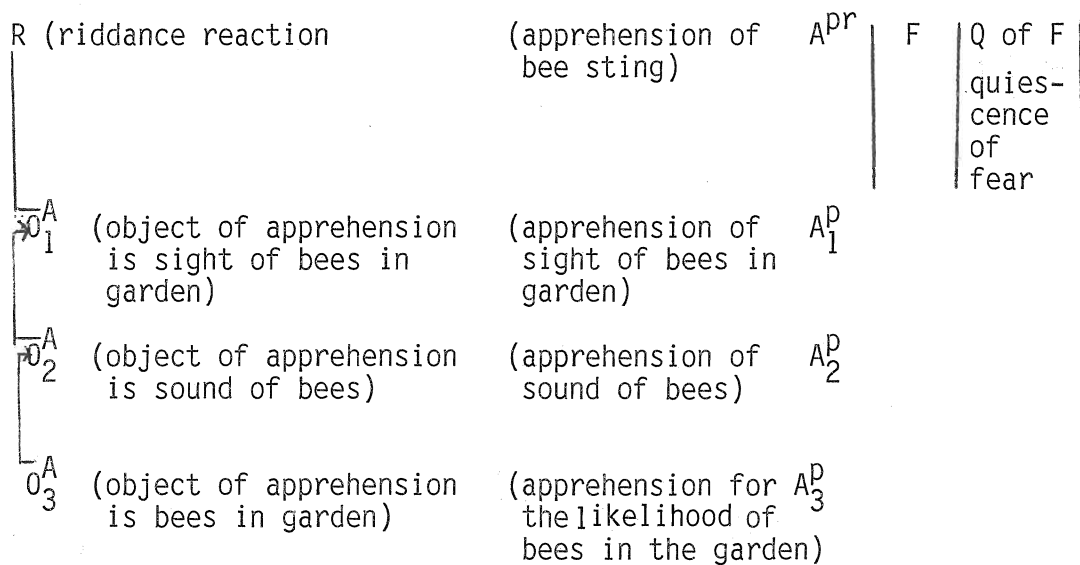 R (riddance reaction (apprehension of A^pr F Q of F
bee sting) quies-
cence
of
fear
O^A_1 (object of apprehension (apprehension of A^p_1
is sight of bees in sight of bees in
garden) garden)
O^A_2 (object of apprehension (apprehension of A^p_2
is sound of bees) sound of bees)
O^A_3 (object of apprehension (apprehension for A^p_3
is bees in garden) the likelihood of
bees in the garden)